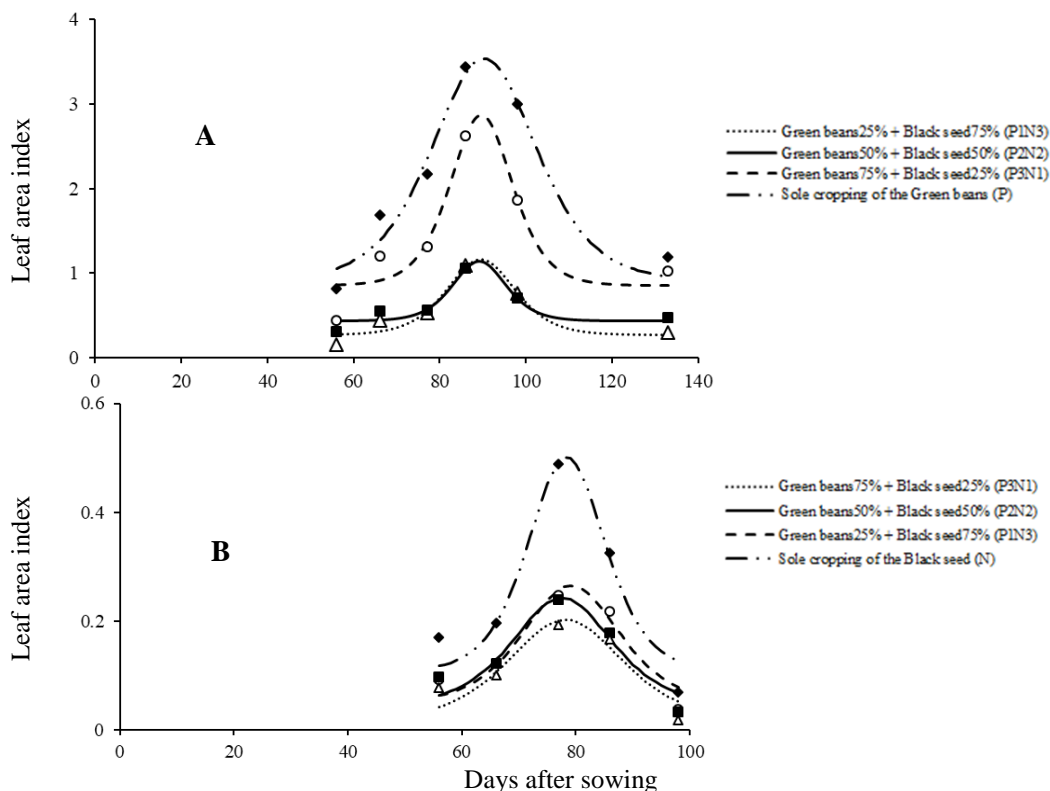 4
3
2
1
0
Leaf area index
A
0 20 40 60 80 100 120 140
Green beans25% + Black seed75% (P1N3)
Green beans50% + Black seed50% (P2N2)
Green beans75% + Black seed25% (P3N1)
Sole cropping of the Green beans (P)
0.6
0.4
0.2
0
Leaf area index
B
0 20 40 60 80 100
Days after sowing
Green beans75% + Black seed25% (P3N1)
Green beans50% + Black seed50% (P2N2)
Green beans25% + Black seed75% (P1N3)
Sole cropping of the Black seed (N)